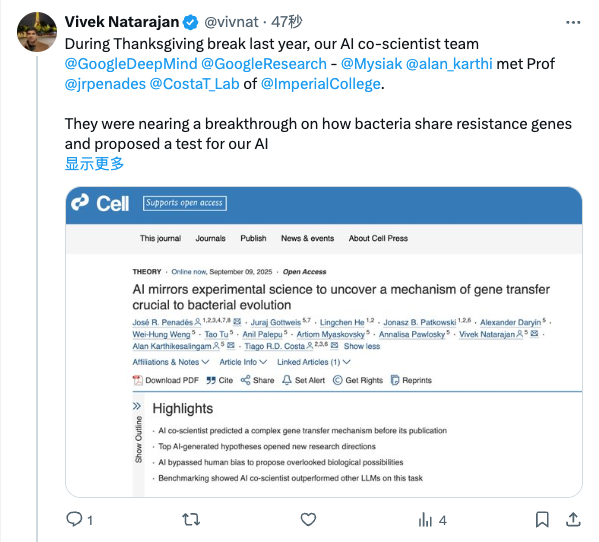 Vivek Natarajan @vivnat · 47秒
During Thanksgiving break last year, our AI co-scientist team
@GoogleDeepMind @GoogleResearch - @Mysiak @alan_karthi met Prof
@jrpenades @CostaT_Lab of @ImperialCollege.
They were nearing a breakthrough on how bacteria share resistance genes
and proposed a test for our AI
显示更多
Cell Supports open access
This journal Journals Publish News & events About Cell Press
THEORY · Online now, September 09, 2025 · Open Access
AI mirrors experimental science to uncover a mechanism of gene transfer
crucial to bacterial evolution
José R. Penadés 1,2,3,4,7,8 · Juraj Gottweis 5,7 · Lingchen He 1,2 · Jonasz B. Patkowski 1,2,6 · Alexander Daryin 5 ·
Wei-Hung Weng 5 · Tao Tu 5 · Anil Palepu 5 · Artiom Myaskovsky 5 · Annalisa Pawlosky 5 · Vivek Natarajan 5 ·
Alan Karthikesalingam 5 · Tiago R.D. Costa 2,3,6 Show less
Affiliations & Notes Article Info Linked Articles (1)
Download PDF Cite Share Set Alert Get Rights Reprints
Show Outline
Highlights
· AI co-scientist predicted a complex gene transfer mechanism before its publication
· Top AI-generated hypotheses opened new research directions
· AI bypassed human bias to propose overlooked biological possibilities
· Benchmarking showed AI co-scientist outperformed other LLMs on this task
1 4